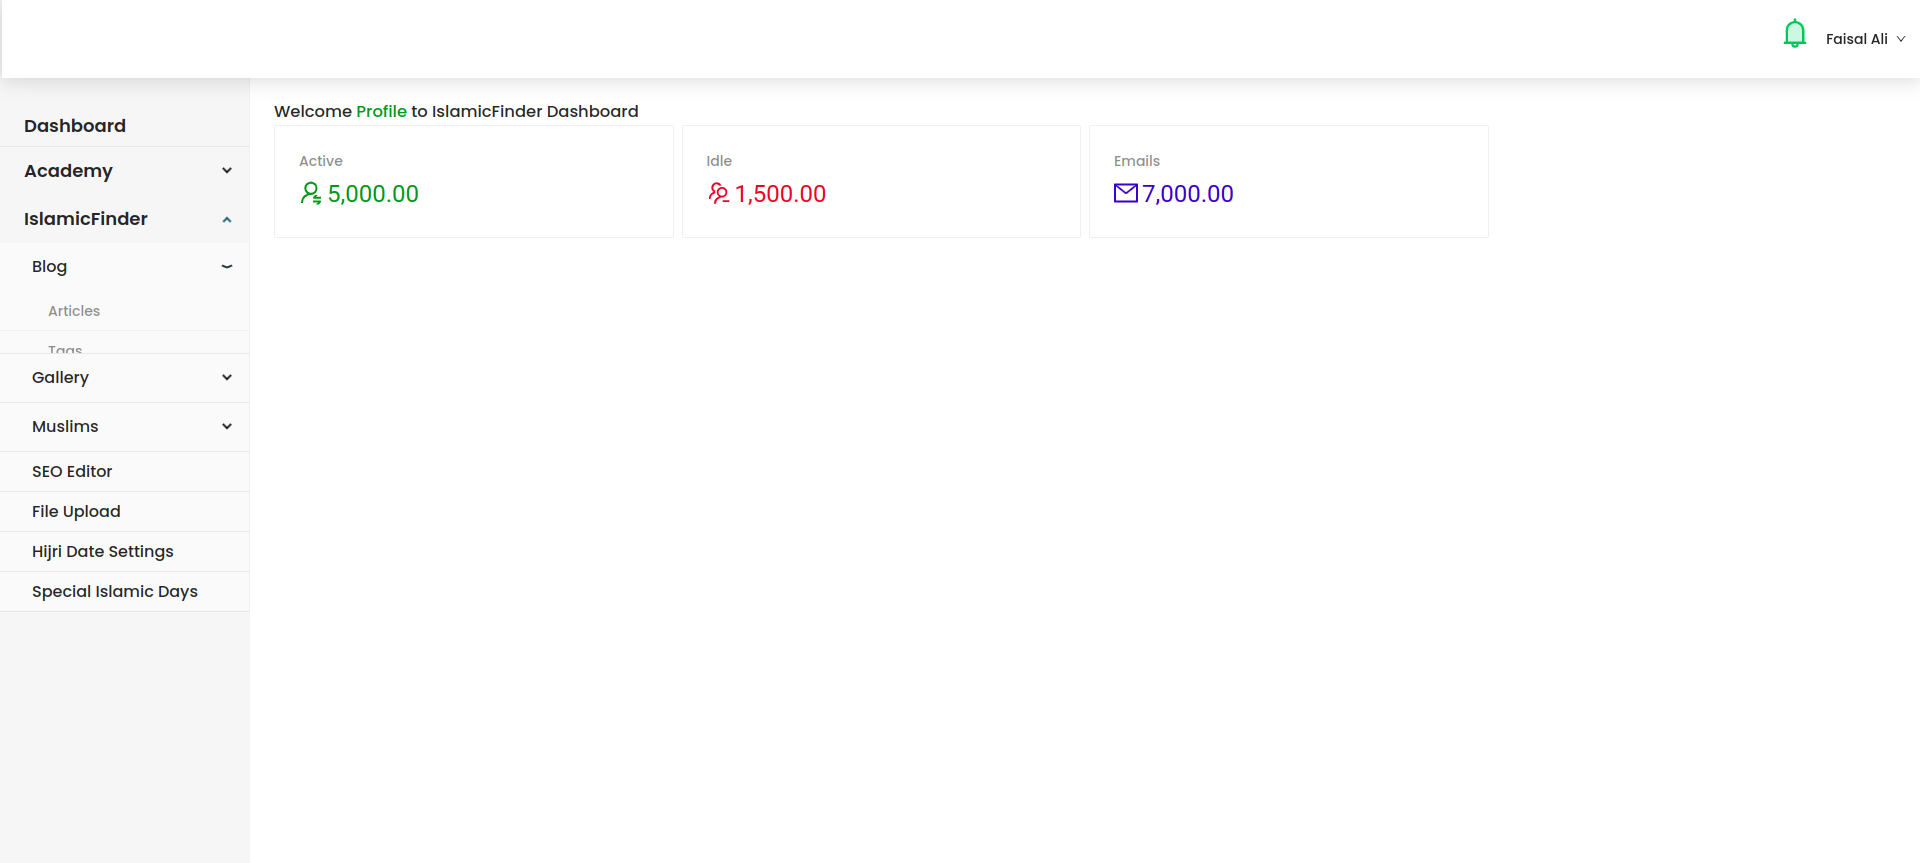 Faisal Ali
Dashboard
Academy
IslamicFinder
Blog
Articles
Tags
Gallery
Muslims
SEO Editor
File Upload
Hijri Date Settings
Special Islamic Days
Welcome Profile to IslamicFinder Dashboard
Active
5,000.00
Idle
1,500.00
Emails
7,000.00